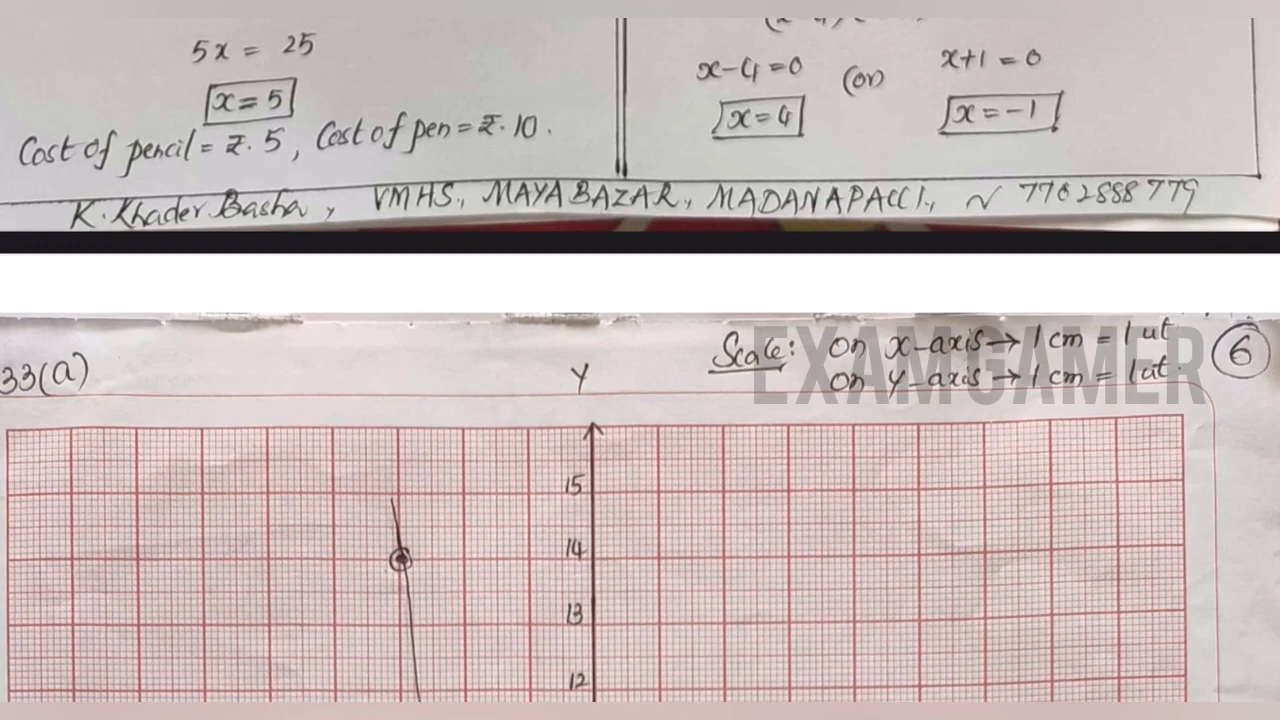 5x = 25
x = 5
Cost of pencil = ₹. 5, Cost of pen = ₹. 10.
x-4=0 (or) x+1 = 0
x=4 x=-1
K. Khader Basha, VMHS., MAYABAZAR., MADANAPALLI., ~ 7702888779
33(a)
Scale: on x-axis → 1 cm = 1 ut
on y-axis → 1 cm = 1 ut
6
EXAMGAMER
Y
15
14
13
12